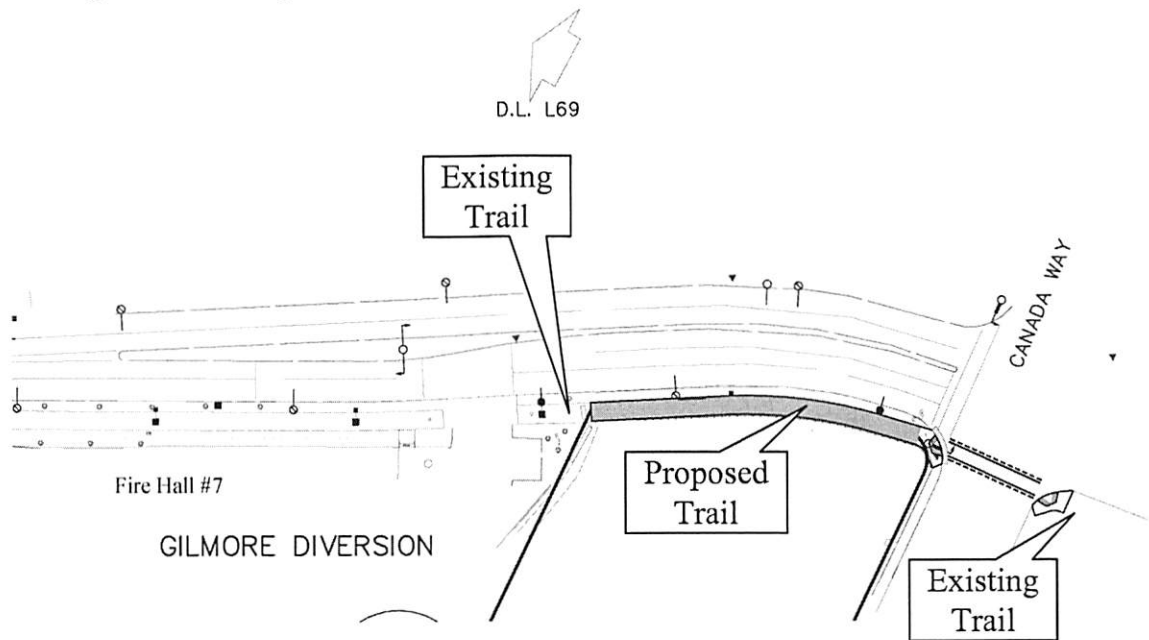 D.L. L69
Existing
Trail
CANADA WAY
Proposed
Trail
Fire Hall #7
GILMORE DIVERSION
Existing
Trail